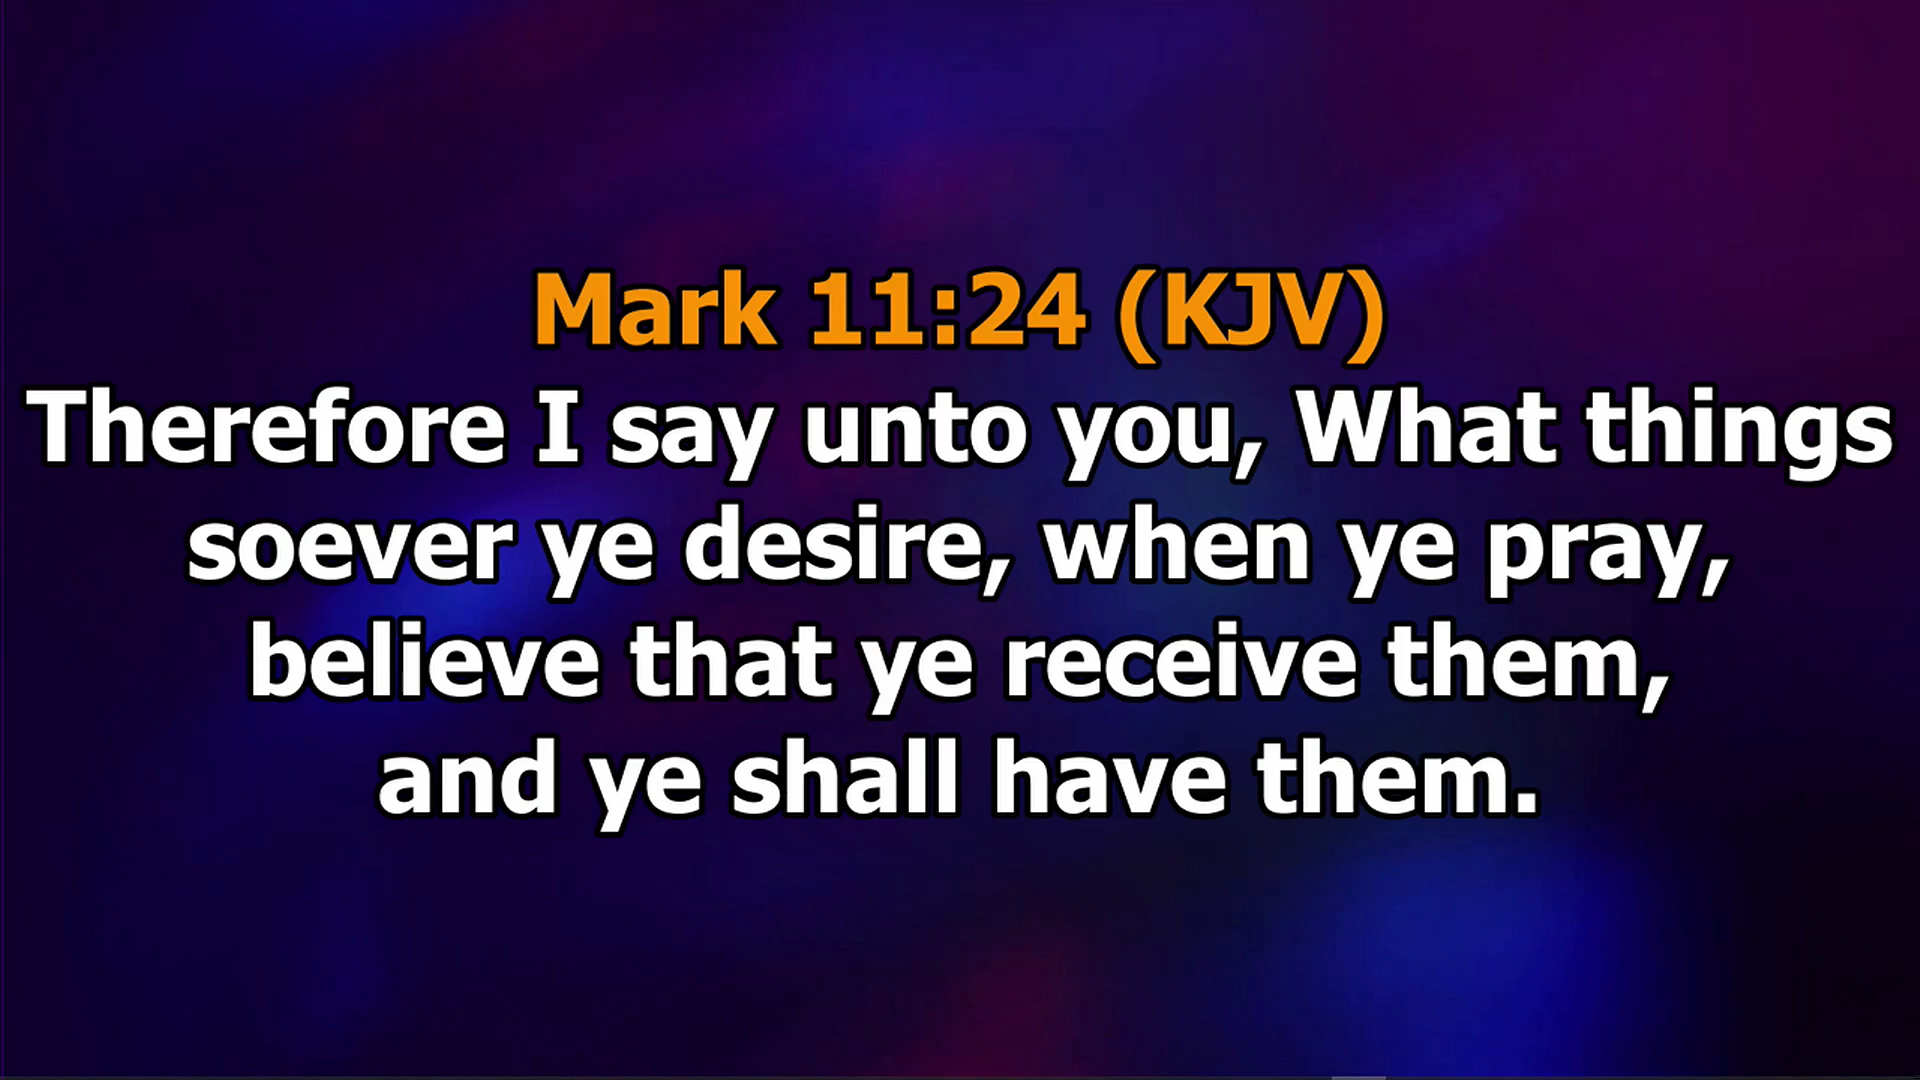 Mark 11:24 (KJV)
Therefore I say unto you, What things
soever ye desire, when ye pray,
believe that ye receive them,
and ye shall have them.